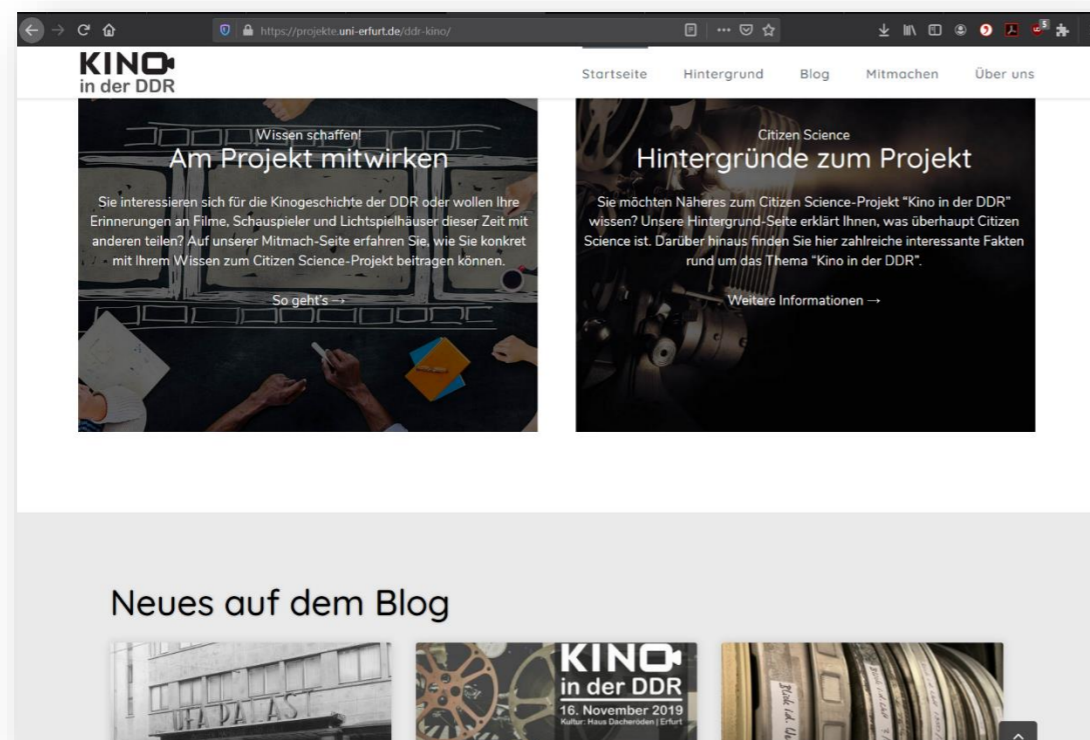 https://projekte.uni-erfurt.de/ddr-kino/
5
KINO
in der DDR
Startseite
Hintergrund
Blog
Mitmachen
Über uns
Wissen schaffen!
Am Projekt mitwirken
Sie interessieren sich für die Kinogeschichte der DDR oder wollen Ihre
Erinnerungen an Filme, Schauspieler und Lichtspielhäuser dieser Zeit mit
anderen teilen? Auf unserer Mitmach-Seite erfahren Sie, wie Sie konkret
mit Ihrem Wissen zum Citizen Science-Projekt beitragen können.
So geht's →
Citizen Science
Hintergründe zum Projekt
Sie möchten Näheres zum Citizen Science-Projekt “Kino in der DDR”
wissen? Unsere Hintergrund-Seite erklärt Ihnen, was überhaupt Citizen
Science ist. Darüber hinaus finden Sie hier zahlreiche interessante Fakten
rund um das Thema “Kino in der DDR”.
Weitere Informationen →
Neues auf dem Blog
UFA PALAST
KINO
in der DDR
16. November 2019
Kultur: Haus Dacheröden | Erfurt